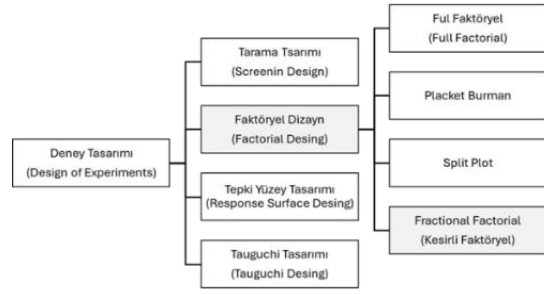 Deney Tasarımı
(Design of Experiments)
Tarama Tsarımı
(Screenin Design)
Faktöryel Dizayn
(Factorial Desing)
Tepki Yüzey Tasarımı
(Response Surface Desing)
Tauguchi Tasarımı
(Tauguchi Desing)
Ful Faktöryel
(Full Factorial)
Placket Burman
Split Plot
Fractional Factorial
(Kesirli Faktöryel)